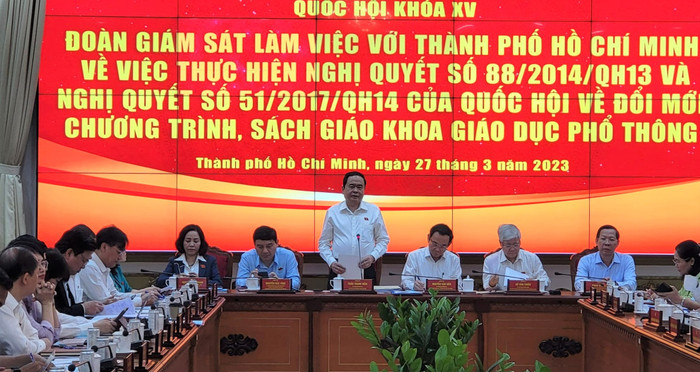 QUỐC HỘI KHÓA XV
ĐOÀN GIÁM SÁT LÀM VIỆC VỚI THÀNH PHỐ HỒ CHÍ MINH
VỀ VIỆC THỰC HIỆN NGHỊ QUYẾT SỐ 88/2014/QH13 VÀ
NGHỊ QUYẾT SỐ 51/2017/QH14 CỦA QUỐC HỘI VỀ ĐỔI MỚI
CHƯƠNG TRÌNH, SÁCH GIÁO KHOA GIÁO DỤC PHỔ THÔNG
Thành phố Hồ Chí Minh, ngày 27 tháng 3 năm 2023